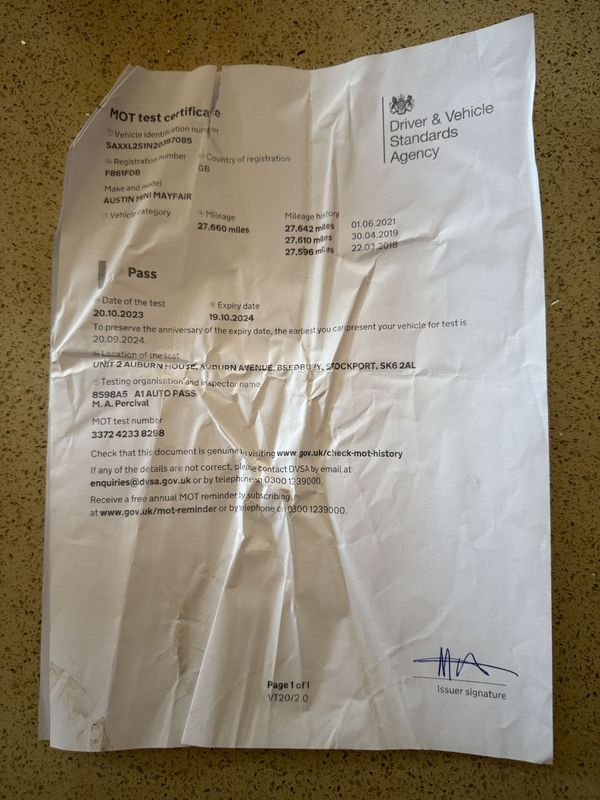 MOT test certificate
Driver & Vehicle
Standards
Agency
Vehicle identification number
SAXXL2S1N20397085
Registration number
Country of registration
F861FDB
GB
Make and model
AUSTIN MINI MAYFAIR
Vehicle category
Mileage
27,660 miles
Mileage history
27,642 miles 01.06.2021
27,610 miles 30.04.2019
27,596 miles 22.03.2018
Pass
Date of the test
20.10.2023
Expiry date
19.10.2024
To preserve the anniversary of the expiry date, the earliest you canpresent your vehicle for test is
20.09.2024.
Location of the test
UNIT 2 AUBURN HOUSE, AUBURN AVENUE, BREDBURY, STOCKPORT, SK6 2AL
Testing organisation and inspector name
8598A5 A1 AUTO PASS
M. A. Percival
MOT test number
3372 4233 8298
Check that this document is genuine by visiting www.gov.uk/check-mot-history
If any of the details are not correct, please contact DVSA by email at
enquiries@dvsa.gov.uk or by telephone on 0300 1239000.
Receive a free annual MOT reminder by subscribing
at www.gov.uk/mot-reminder or by telephone on 0300 1239000.
Issuer signature
Page 1 of 1
VT20/2.0